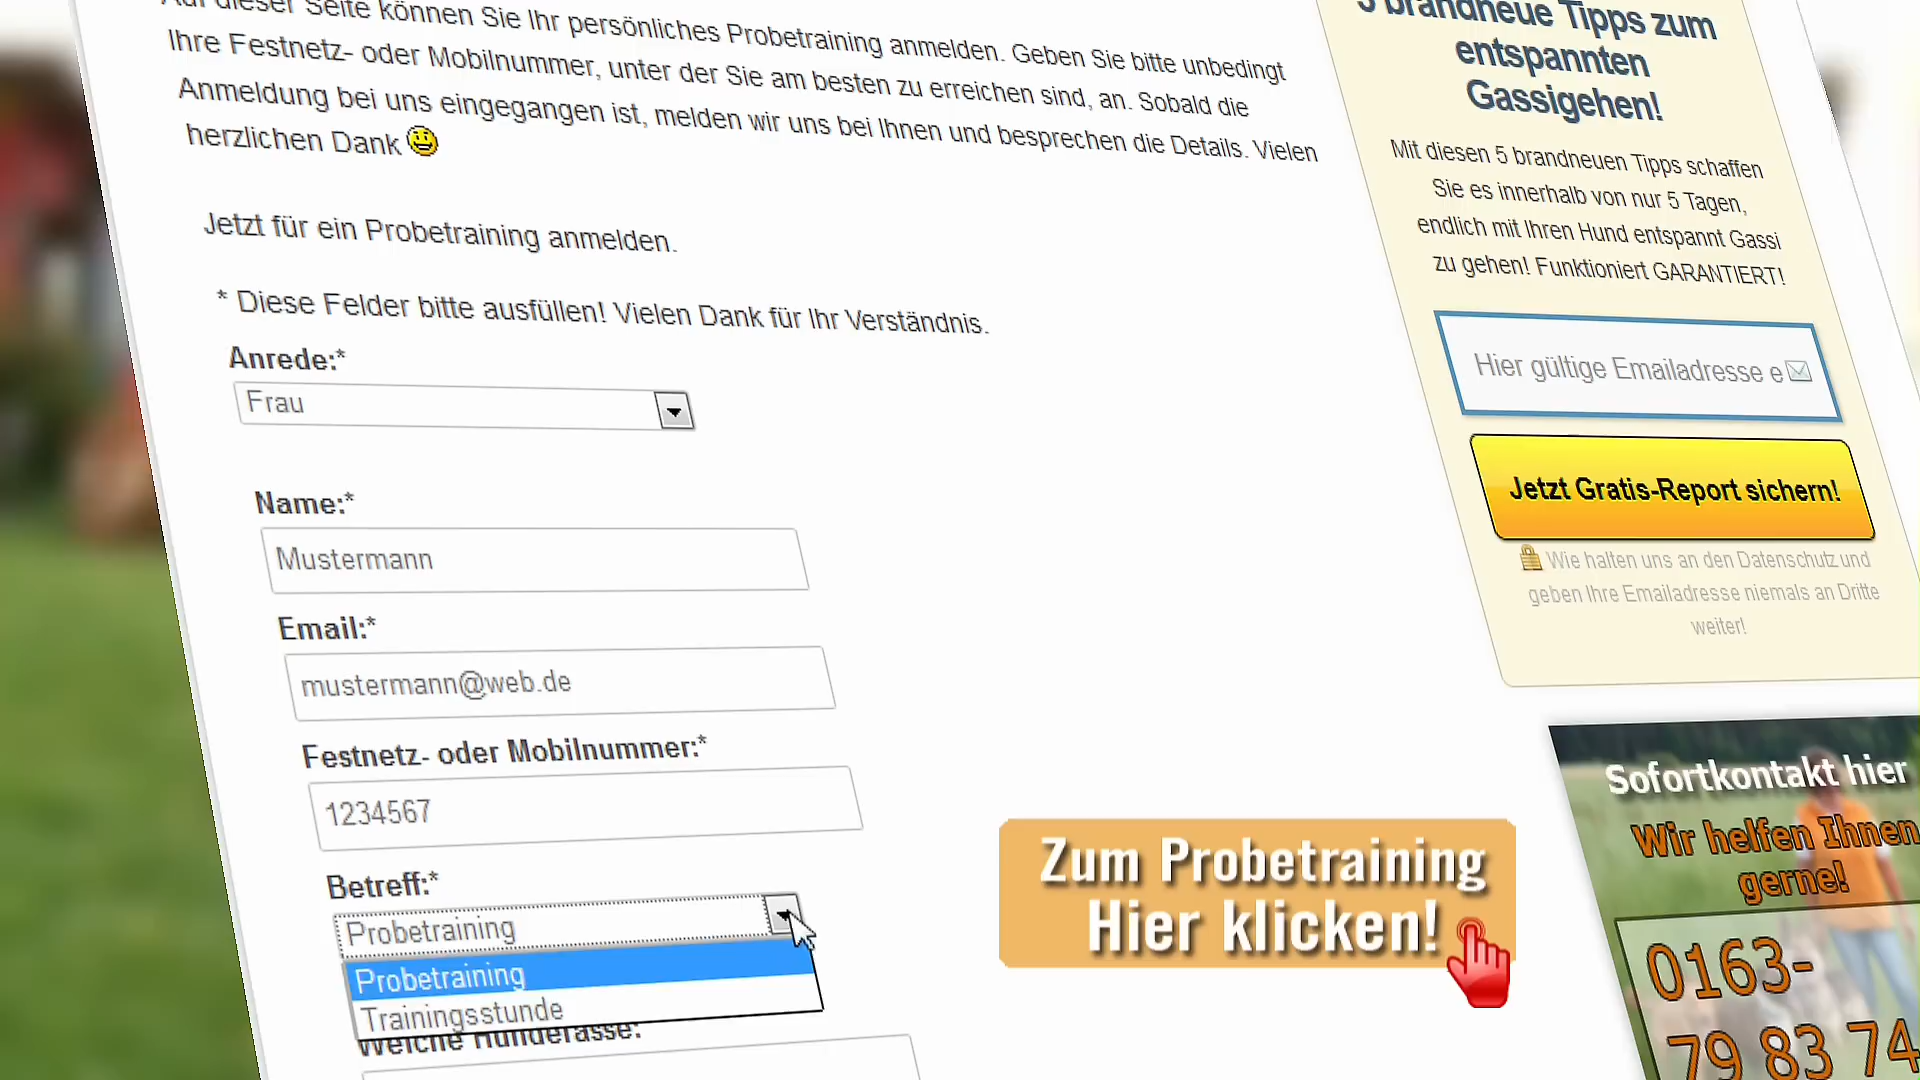 Auf dieser Seite können Sie Ihr persönliches Probetraining anmelden. Geben Sie bitte unbedingt
Ihre Festnetz- oder Mobilnummer, unter der Sie am besten zu erreichen sind, an. Sobald die
Anmeldung bei uns eingegangen ist, melden wir uns bei Ihnen und besprechen die Details. Vielen
herzlichen Dank
Jetzt für ein Probetraining anmelden.
* Diese Felder bitte ausfüllen! Vielen Dank für Ihr Verständnis.
Anrede:*
Frau
Name:*
Mustermann
Email:*
mustermann@web.de
Festnetz- oder Mobilnummer:*
1234567
Betreff:*
Probetraining
Probetraining
Trainingsstunde
Welche Hunderasse:
Zum Probetraining
Hier klicken!
5 brandneue Tipps zum
entspannten
Gassigehen!
Mit diesen 5 brandneuen Tipps schaffen
Sie es innerhalb von nur 5 Tagen,
endlich mit Ihren Hund entspannt Gassi
zu gehen! Funktioniert GARANTIERT!
Hier gültige Emailadresse e
Jetzt Gratis-Report sichern!
Wie halten uns an den Datenschutz und
geben Ihre Emailadresse niemals an Dritte
weiter!
Sofortkontakt hier
Wir helfen Ihnen
gerne!
0163-
79 83 74